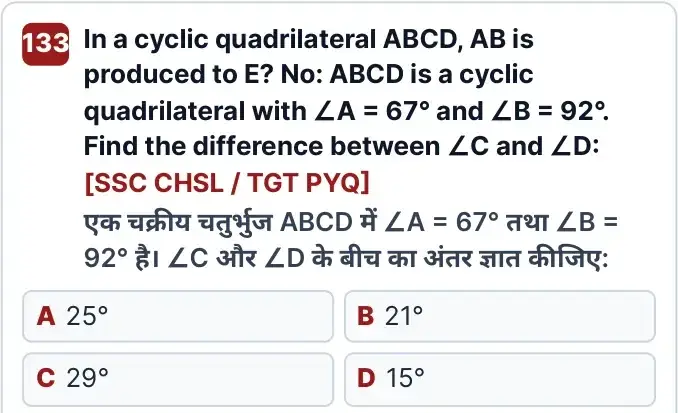 133 In a cyclic quadrilateral ABCD, AB is
produced to E? No: ABCD is a cyclic
quadrilateral with ∠A = 67° and ∠B = 92°.
Find the difference between ∠C and ∠D:
[SSC CHSL / TGT PYQ]
एक चक्रीय चतुर्भुज ABCD में ∠A = 67° तथा ∠B =
92° है। ∠C और ∠D के बीच का अंतर ज्ञात कीजिए:
A 25° B 21°
C 29° D 15°